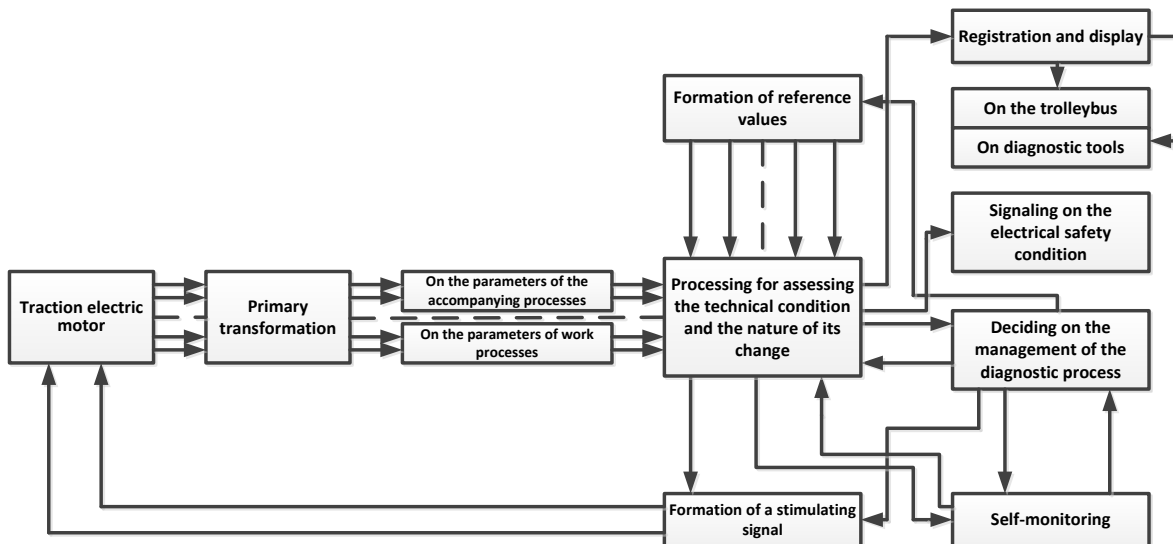 Registration and display
On the trolleybus
On diagnostic tools
Formation of reference
values
Signaling on the
electrical safety
condition
Traction electric
motor
Primary
transformation
On the parameters of the
accompanying processes
On the parameters of work
processes
Processing for assessing
the technical condition
and the nature of its
change
Deciding on the
management of the
diagnostic process
Formation of a stimulating
signal
Self-monitoring